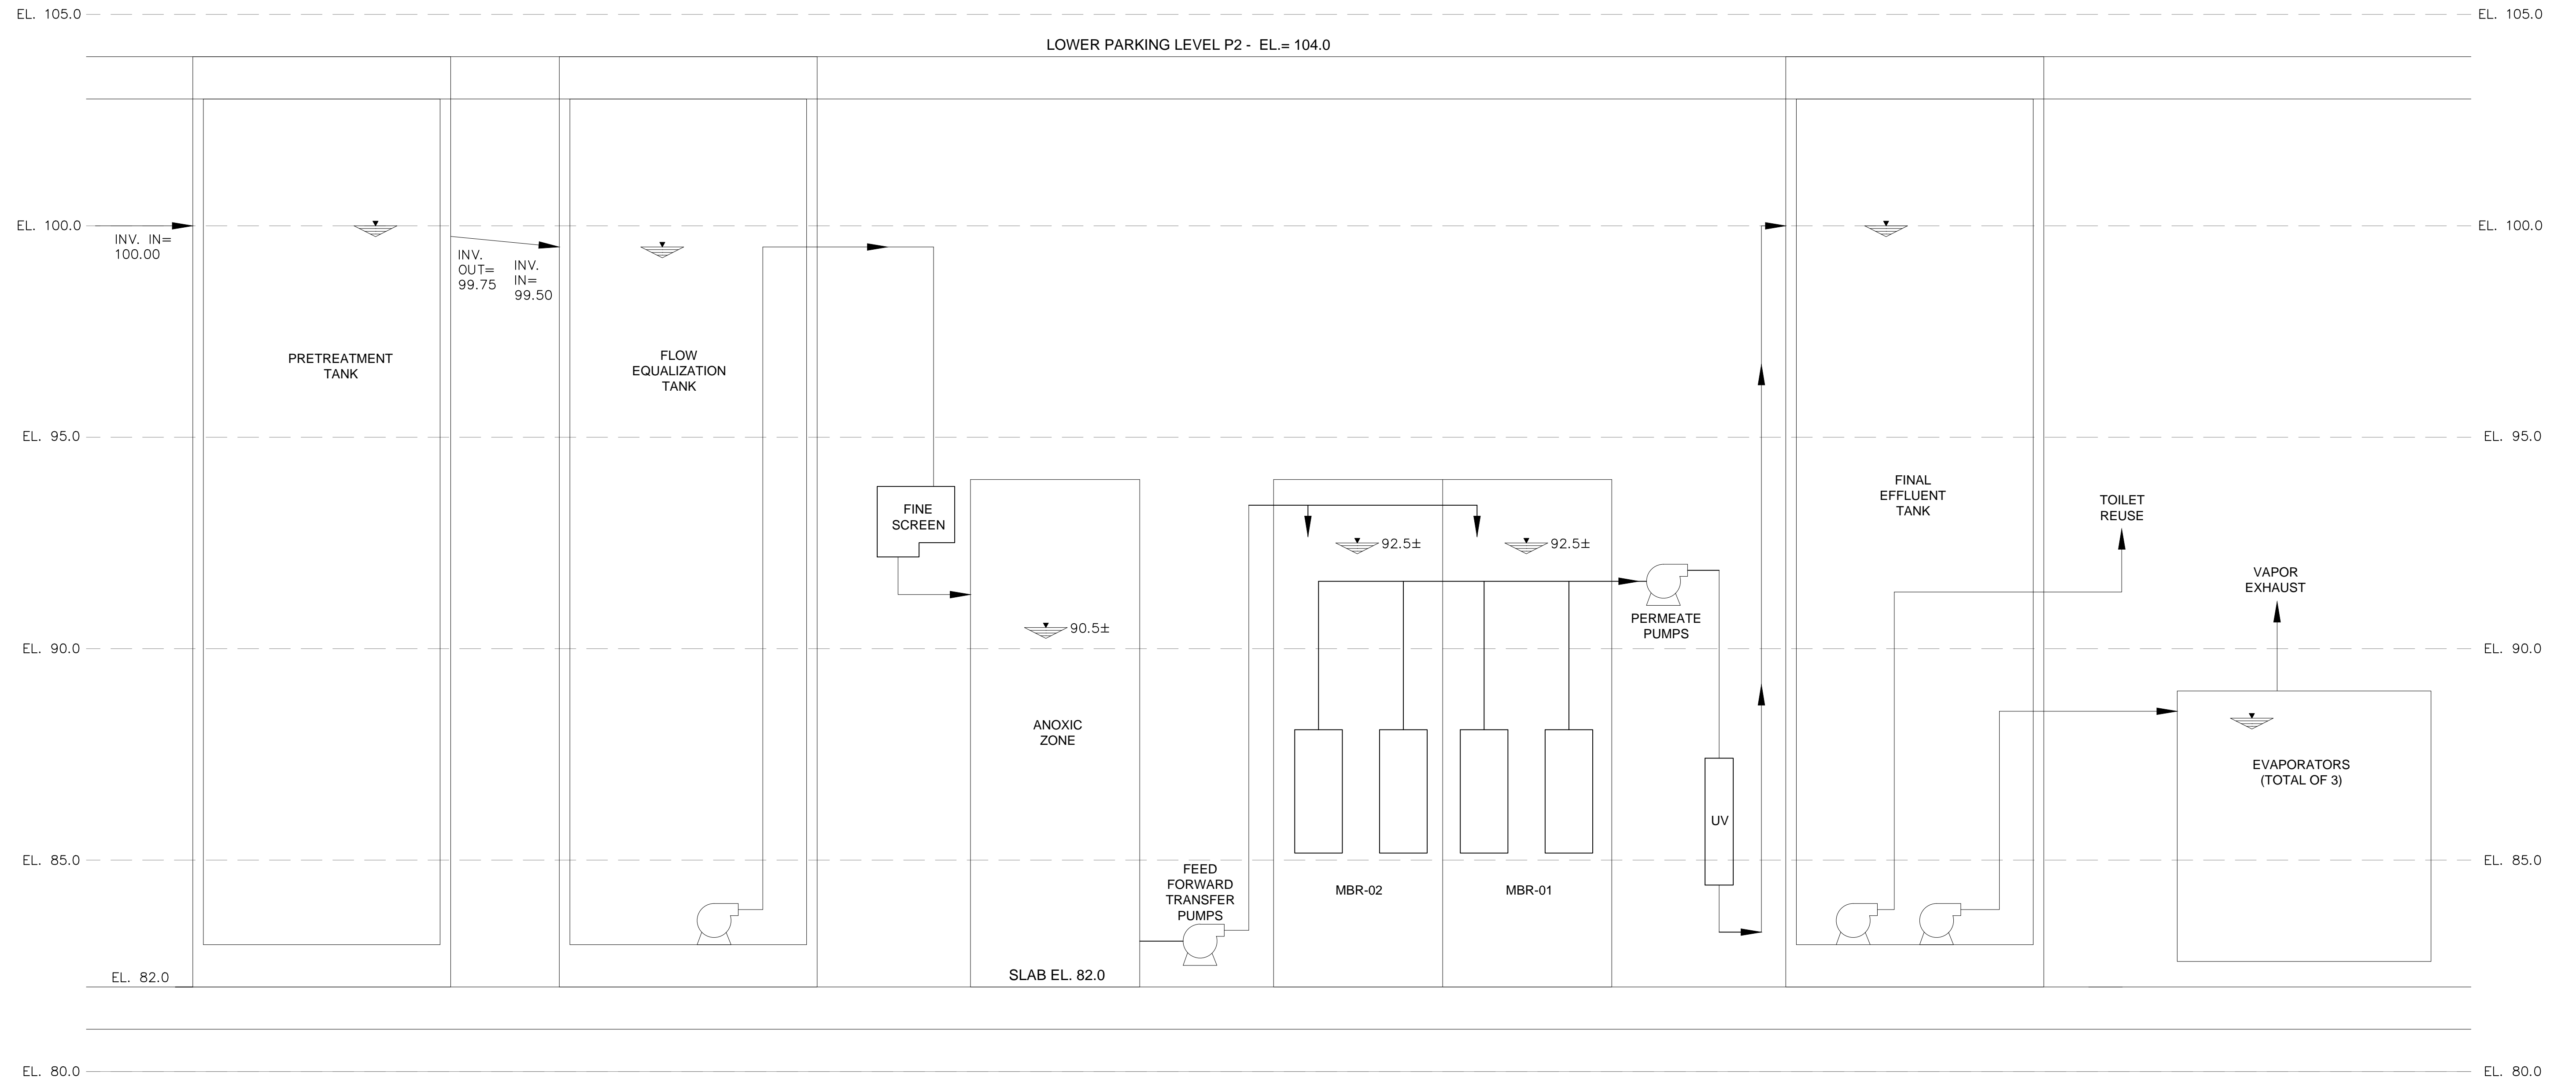 EL. 105.0
EL. 105.0
LOWER PARKING LEVEL P2 - EL.= 104.0
EL. 100.0
EL. 100.0
INV. IN=
100.00
INV.
OUT=
99.75
INV.
IN=
99.50
PRETREATMENT
TANK
FLOW
EQUALIZATION
TANK
EL. 95.0
EL. 95.0
FINE
SCREEN
92.5±
92.5±
FINAL
EFFLUENT
TANK
TOILET
REUSE
VAPOR
EXHAUST
PERMEATE
PUMPS
90.5±
EL. 90.0
EL. 90.0
ANOXIC
ZONE
EVAPORATORS
(TOTAL OF 3)
UV
EL. 85.0
EL. 85.0
FEED
FORWARD
TRANSFER
PUMPS
MBR-02
MBR-01
EL. 82.0
SLAB EL. 82.0
EL. 80.0
EL. 80.0